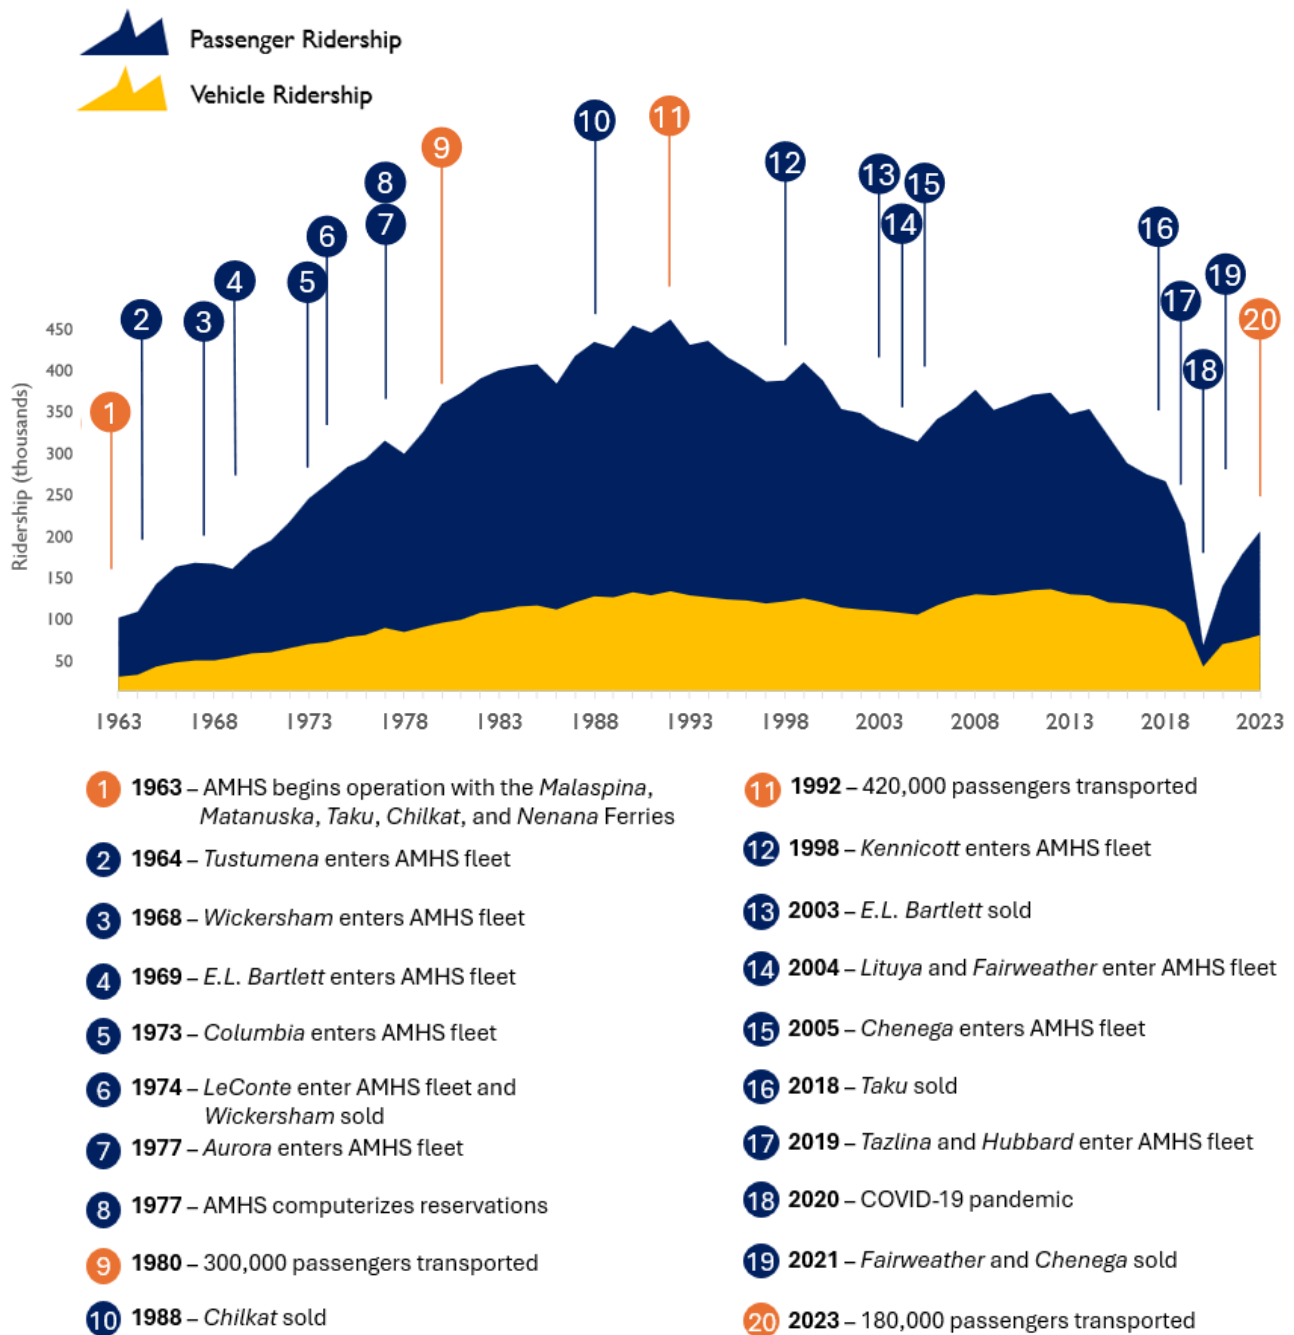 Passenger Ridership
Vehicle Ridership
1
2
3
4
5
6
7
8
9
10
11
12
13
14
15
16
17
18
19
20
Ridership (thousands)
450
400
350
300
250
200
150
100
50
1963 1968 1973 1978 1983 1988 1993 1998 2003 2008 2013 2018 2023
1 1963 – AMHS begins operation with the Malaspina,
Matanuska, Taku, Chilkat, and Nenana Ferries
2 1964 – Tustumena enters AMHS fleet
3 1968 – Wickersham enters AMHS fleet
4 1969 – E.L. Bartlett enters AMHS fleet
5 1973 – Columbia enters AMHS fleet
6 1974 – LeConte enter AMHS fleet and
Wickersham sold
7 1977 – Aurora enters AMHS fleet
8 1977 – AMHS computerizes reservations
9 1980 – 300,000 passengers transported
10 1988 – Chilkat sold
11 1992 – 420,000 passengers transported
12 1998 – Kennicott enters AMHS fleet
13 2003 – E.L. Bartlett sold
14 2004 – Lituya and Fairweather enter AMHS fleet
15 2005 – Chenega enters AMHS fleet
16 2018 – Taku sold
17 2019 – Tazlina and Hubbard enter AMHS fleet
18 2020 – COVID-19 pandemic
19 2021 – Fairweather and Chenega sold
20 2023 – 180,000 passengers transported